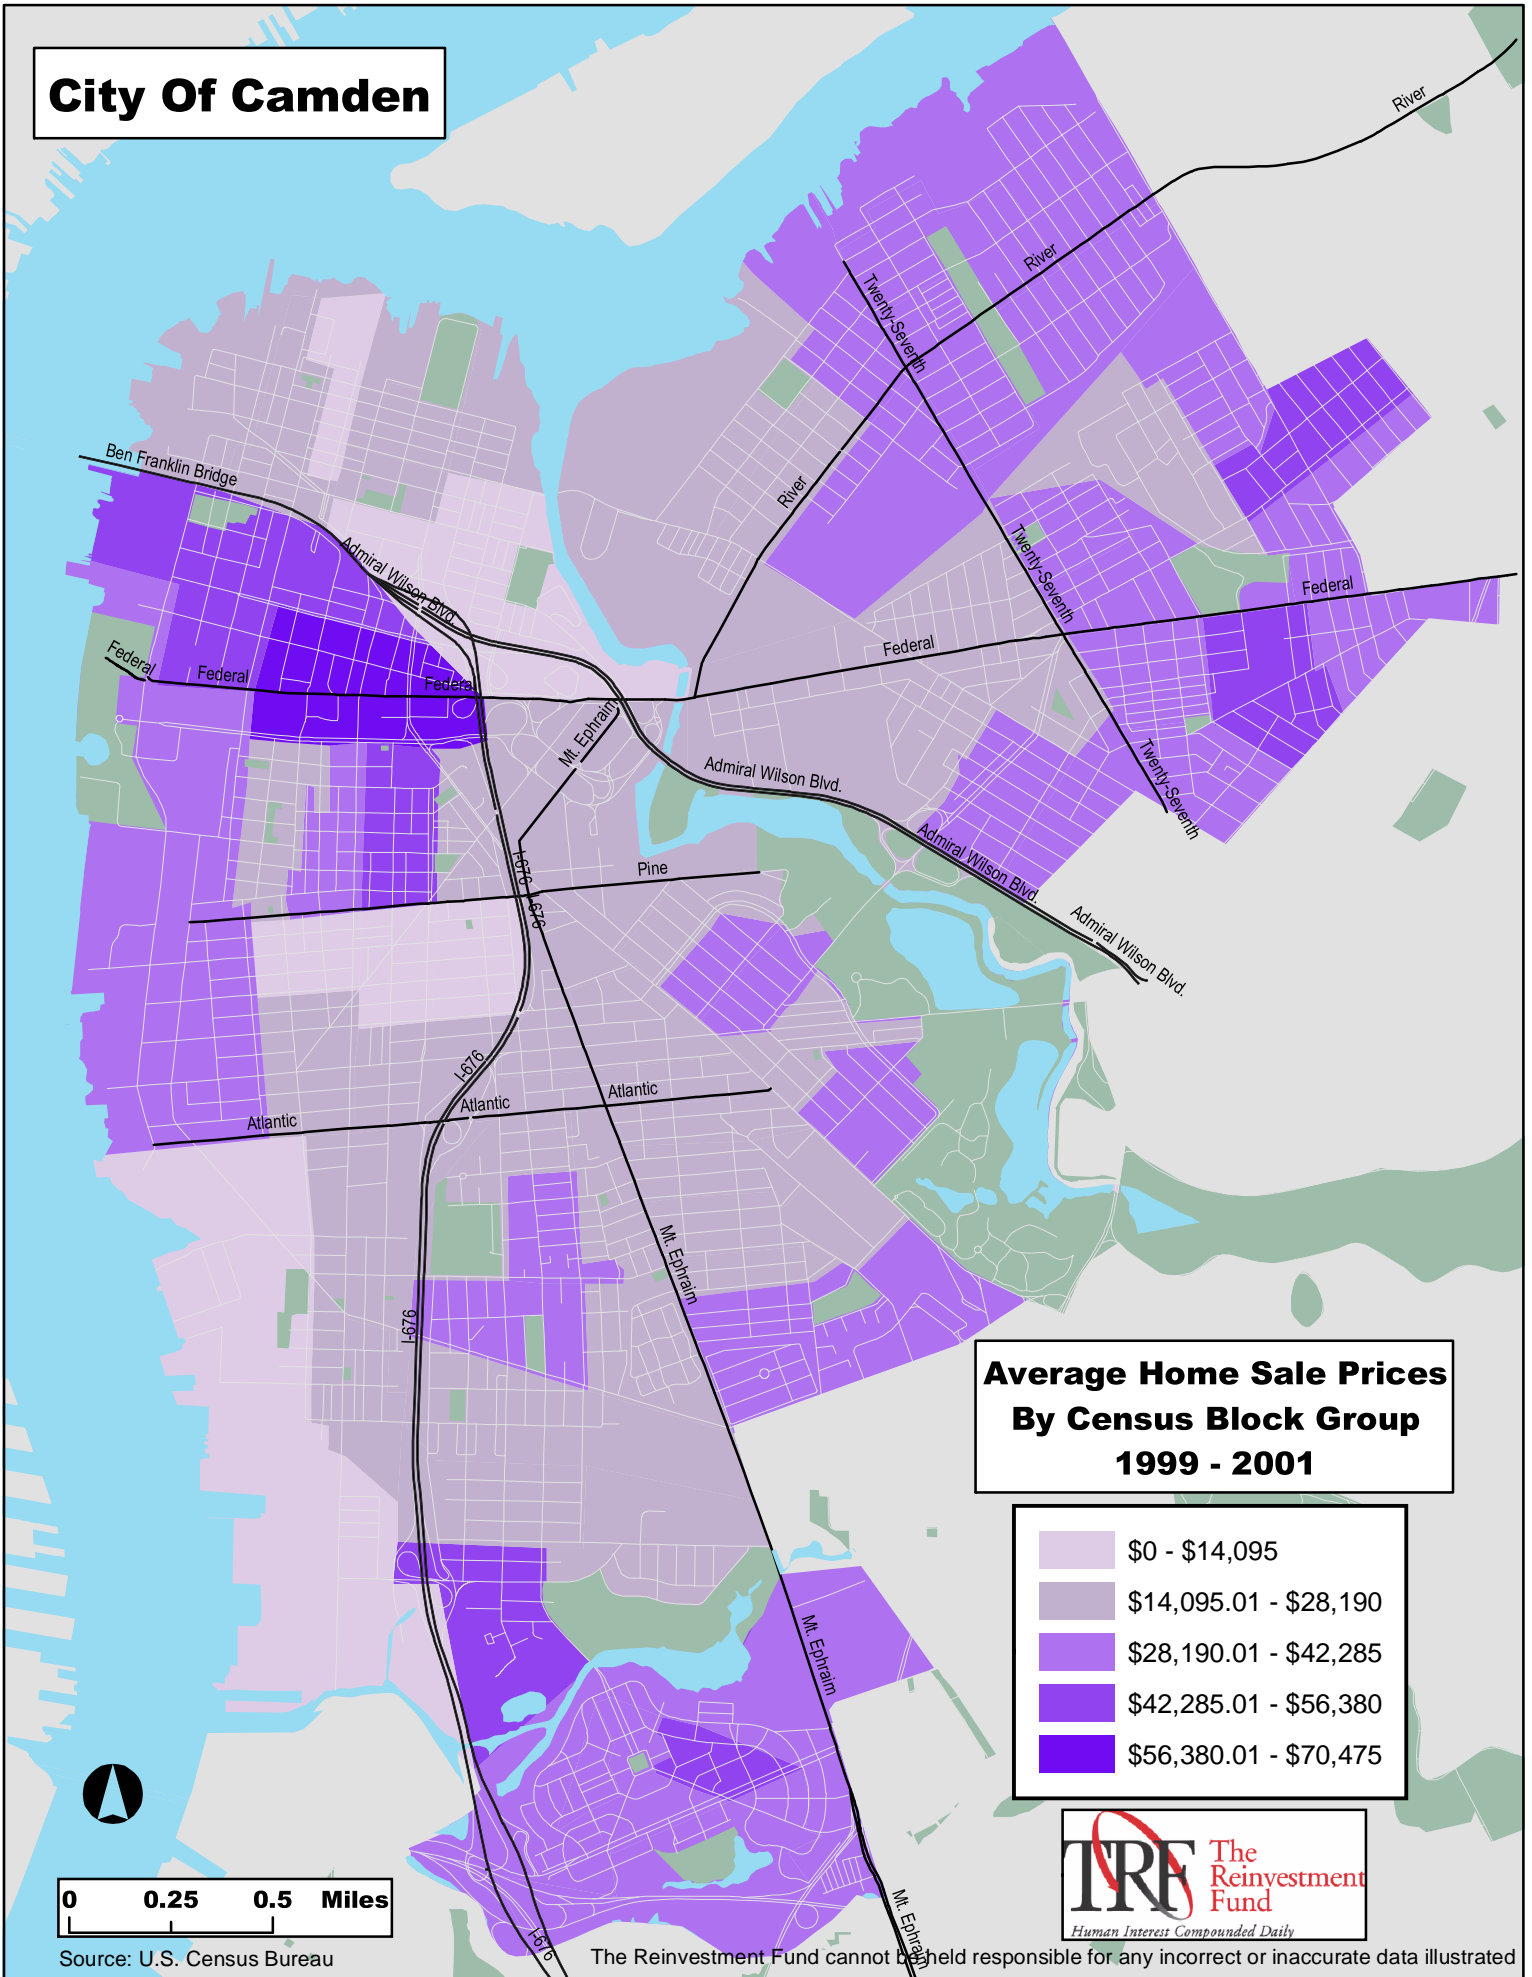 City Of Camden
River
River
Twenty-Seventh
Ben Franklin Bridge
River
Admiral Wilson Blvd.
Twenty-Seventh
Federal
Federal
Federal
Federal
Federal
Mt. Ephraim
Admiral Wilson Blvd.
Twenty-Seventh
Admiral Wilson Blvd.
Pine
I-676
I-676
Admiral Wilson Blvd.
I-676
Atlantic
Atlantic
Atlantic
Mt. Ephraim
I-676
Average Home Sale Prices
By Census Block Group
1999 - 2001
$0 - $14,095
$14,095.01 - $28,190
$28,190.01 - $42,285
$42,285.01 - $56,380
$56,380.01 - $70,475
Mt. Ephraim
TRF
The
Reinvestment
Fund
Human Interest Compounded Daily
0 0.25 0.5 Miles
Mt. Ephraim
I-676
Source: U.S. Census Bureau
The Reinvestment Fund cannot be held responsible for any incorrect or inaccurate data illustrated